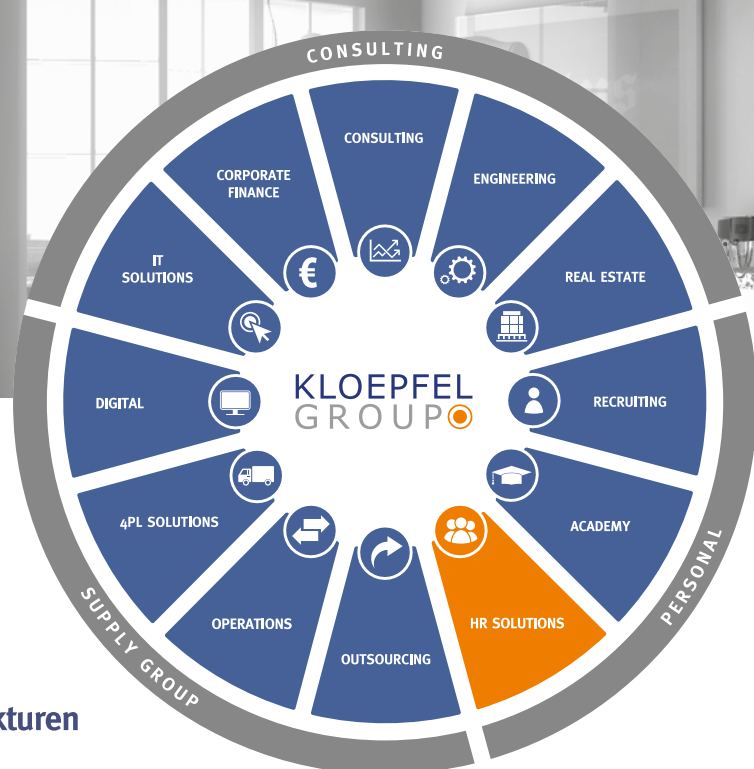 CONSULTING
CONSULTING
CORPORATE
FINANCE
ENGINEERING
IT
SOLUTIONS
REAL ESTATE
DIGITAL
KLOEPFEL
GROUP
RECRUITING
4PL SOLUTIONS
ACADEMY
OPERATIONS
OUTSOURCING
HR SOLUTIONS
SUPPLY GROUP
PERSONAL
kturen